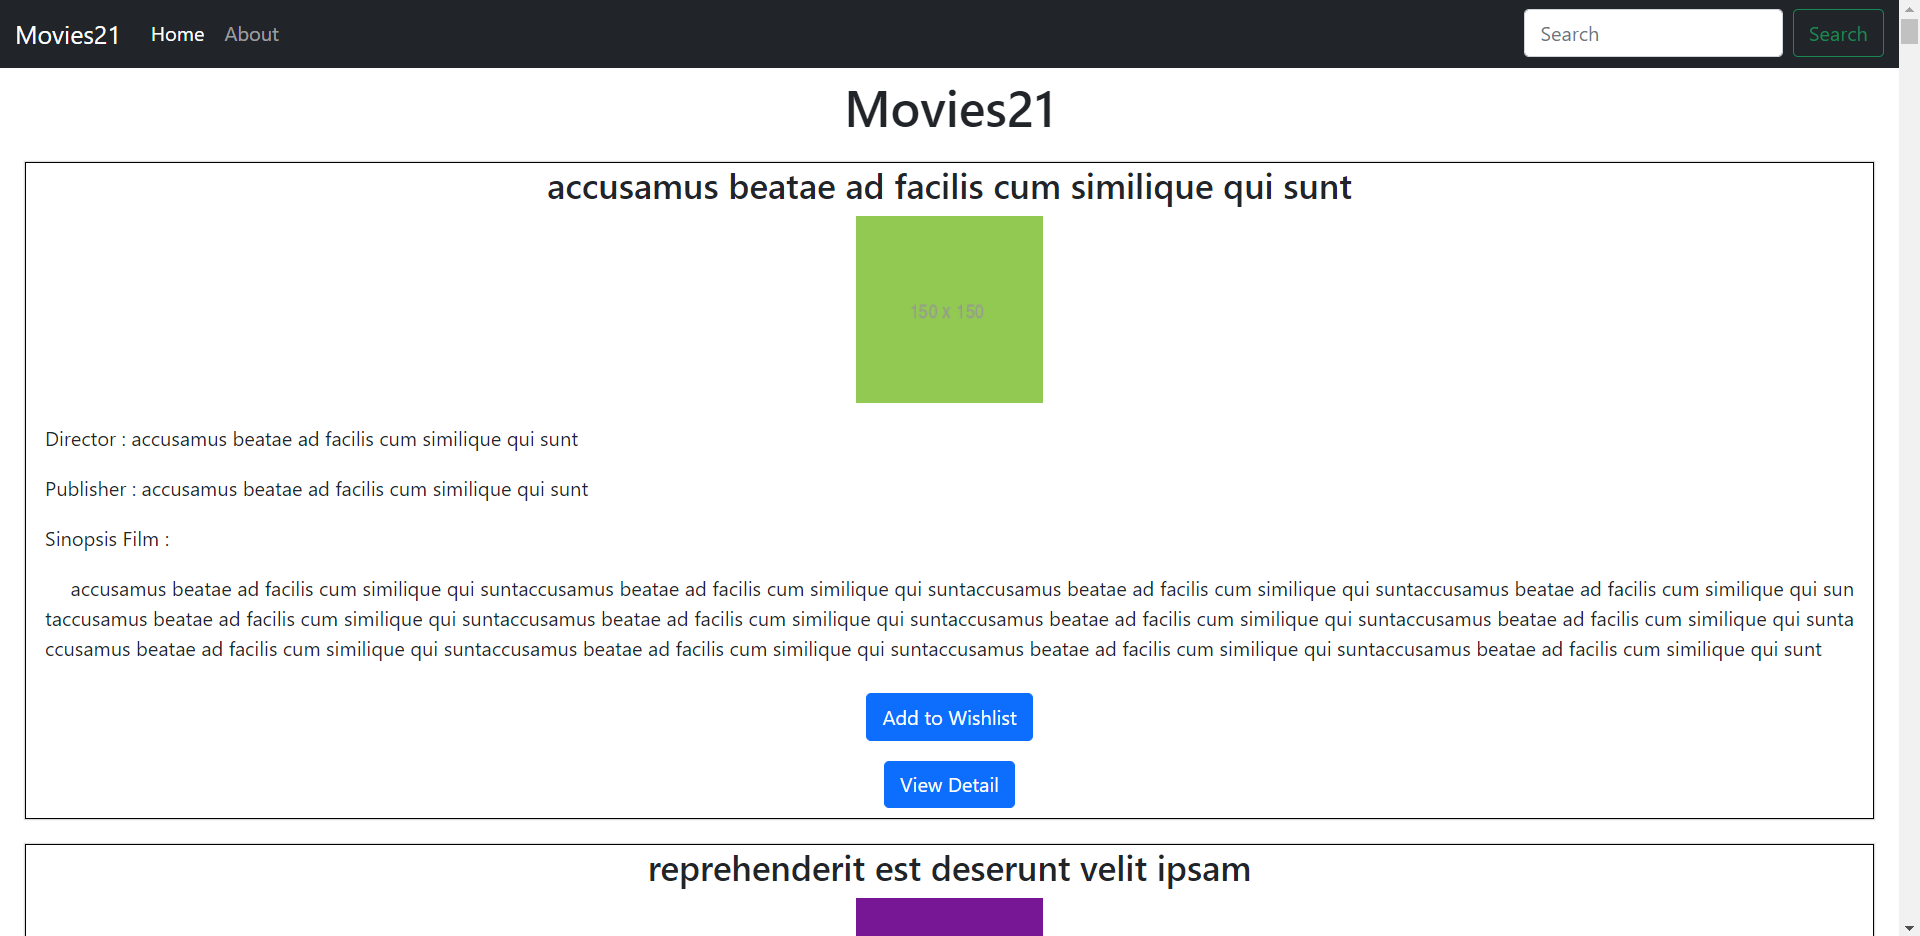 Movies21 Home About Search Search
Movies21
accusamus beatae ad facilis cum similique qui sunt
150 x 150
Director : accusamus beatae ad facilis cum similique qui sunt
Publisher : accusamus beatae ad facilis cum similique qui sunt
Sinopsis Film :
accusamus beatae ad facilis cum similique qui suntaccusamus beatae ad facilis cum similique qui suntaccusamus beatae ad facilis cum similique qui suntaccusamus beatae ad facilis cum similique qui sun
taccusamus beatae ad facilis cum similique qui suntaccusamus beatae ad facilis cum similique qui suntaccusamus beatae ad facilis cum similique qui suntaccusamus beatae ad facilis cum similique qui sunta
ccusamus beatae ad facilis cum similique qui suntaccusamus beatae ad facilis cum similique qui suntaccusamus beatae ad facilis cum similique qui suntaccusamus beatae ad facilis cum similique qui sunt
Add to Wishlist
View Detail
reprehenderit est deserunt velit ipsam